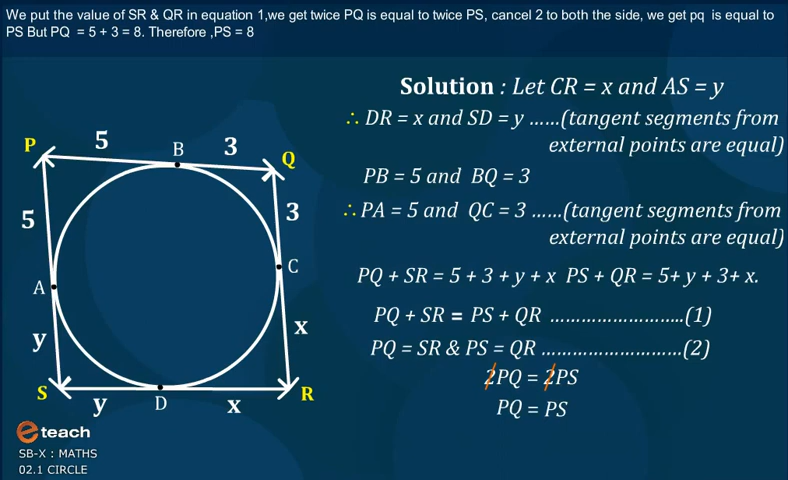 We put the value of SR & QR in equation 1,we get twice PQ is equal to twice PS, cancel 2 to both the side, we get pq is equal to
PS But PQ = 5 + 3 = 8. Therefore ,PS = 8
Solution : Let CR = x and AS = y
∴ DR = x and SD = y ......(tangent segments from
external points are equal)
PB = 5 and BQ = 3
∴ PA = 5 and QC = 3 ......(tangent segments from
external points are equal)
PQ + SR = 5 + 3 + y + x PS + QR = 5+ y + 3+ x.
PQ + SR = PS + QR ..........................(1)
PQ = SR & PS = QR ............................(2)
2PQ = 2PS
PQ = PS
P
5
B
3
Q
5
3
A
C
y
x
S
y
D
x
R
e teach
SB-X : MATHS
02.1 CIRCLE